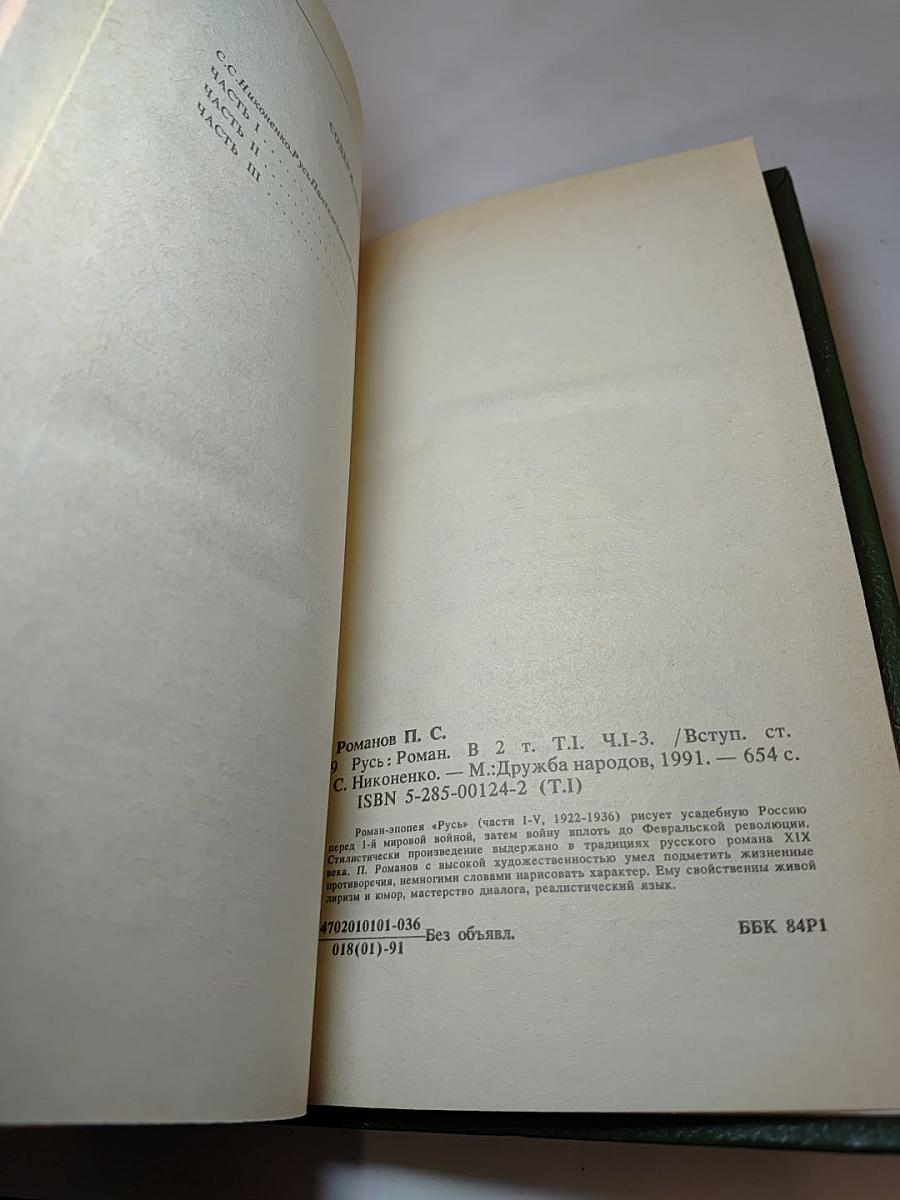 С.С.Никоненко.Русь
ЧАСТЬ I . . .
ЧАСТЬ II . . . .
ЧАСТЬ III . . . .
Романов П. С.
9 Русь: Роман. В 2 т. Т.I. Ч.I-3. /Вступ. ст.
С. Никоненко. — М.:Дружба народов, 1991. — 654 с.
ISBN 5-285-00124-2 (Т.I)
Роман-эпопея «Русь» (части I-V, 1922-1936) рисует усадебную Россию
перед 1-й мировой войной, затем войну вплоть до Февральской революции.
Стилистически произведение выдержано в традициях русского романа XIX
века. П. Романов с высокой художественностью умел подметить жизненные
противоречия, немногими словами нарисовать характер. Ему свойственны живой
лиризм и юмор, мастерство диалога, реалистический язык.
4702010101-036
018(01)-91
Без объявл.
ББК 84Р1